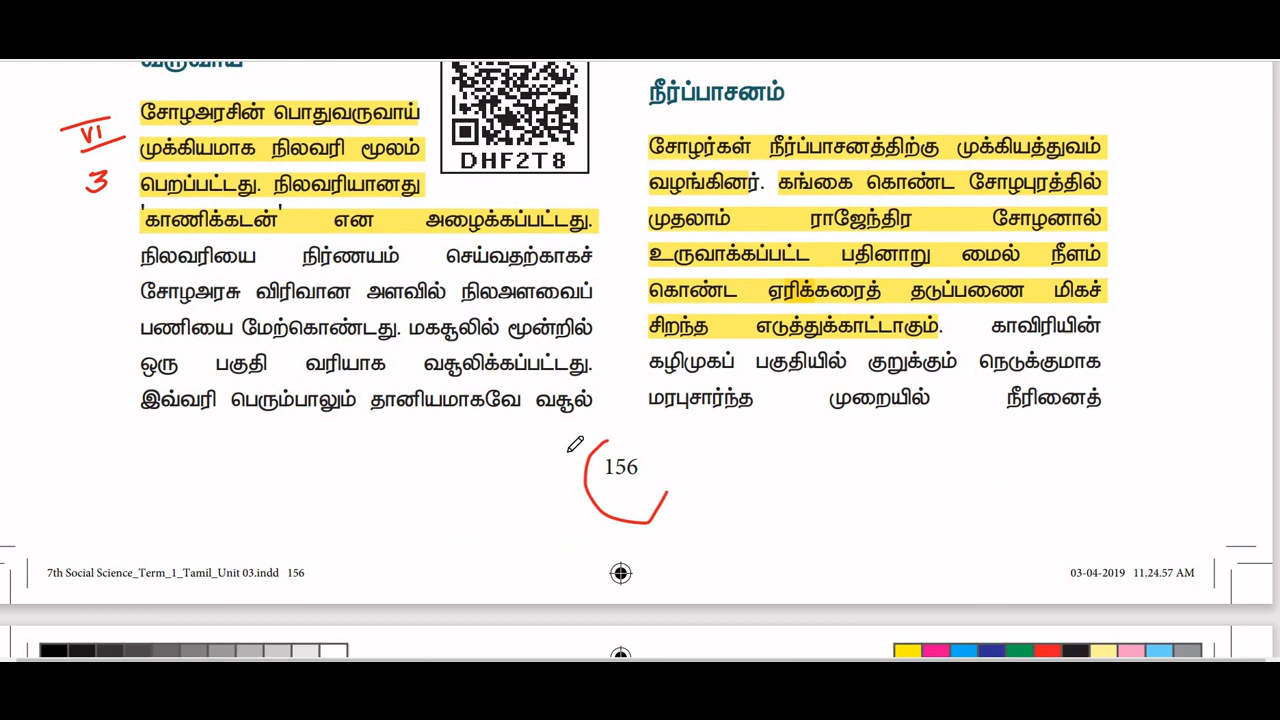 வருவாய்
சோழஅரசின் பொதுவருவாய்
முக்கியமாக நிலவரி மூலம்
பெறப்பட்டது. நிலவரியானது
'காணிக்கடன்' என அழைக்கப்பட்டது.
நிலவரியை நிர்ணயம் செய்வதற்காகச்
சோழஅரசு விரிவான அளவில் நிலஅளவைப்
பணியை மேற்கொண்டது. மகசூலில் மூன்றில்
ஒரு பகுதி வரியாக வசூலிக்கப்பட்டது.
இவ்வரி பெரும்பாலும் தானியமாகவே வசூல்
VI
3
DHF2T8
நீர்ப்பாசனம்
சோழர்கள் நீர்ப்பாசனத்திற்கு முக்கியத்துவம்
வழங்கினர். கங்கை கொண்ட சோழபுரத்தில்
முதலாம் ராஜேந்திர சோழனால்
உருவாக்கப்பட்ட பதினாறு மைல் நீளம்
கொண்ட ஏரிக்கரைத் தடுப்பணை மிகச்
சிறந்த எடுத்துக்காட்டாகும். காவிரியின்
கழிமுகப் பகுதியில் குறுக்கும் நெடுக்குமாக
மரபுசார்ந்த முறையில் நீரினைத்
156
7th Social Science_Term_1_Tamil_Unit 03.indd 156
03-04-2019 11.24.57 AM